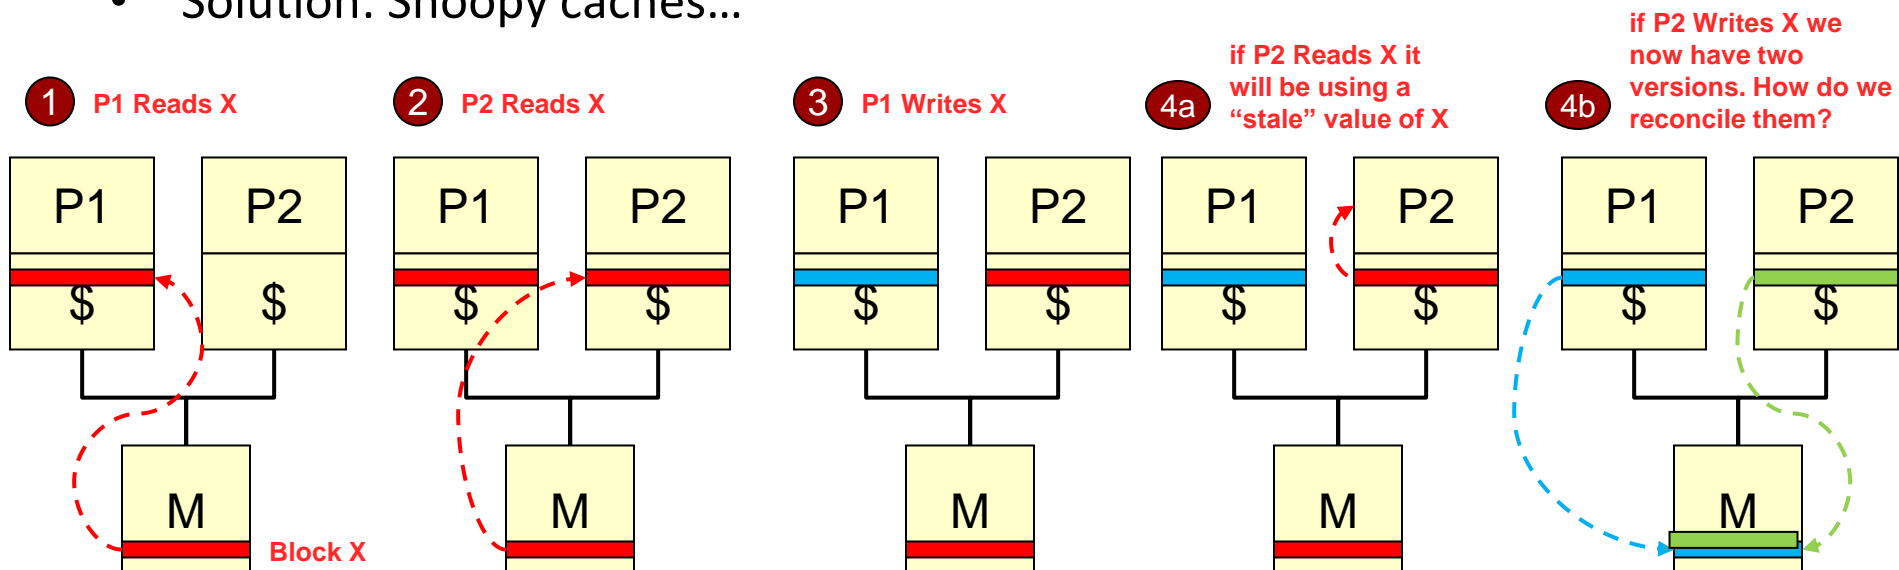 • Solution: Snoopy caches…
1 P1 Reads X
2 P2 Reads X
3 P1 Writes X
4a if P2 Reads X it
will be using a
“stale” value of X
4b if P2 Writes X we
now have two
versions. How do we
reconcile them?
P1 P2
$ $
M
Block X
P1 P2
$ $
M
P1 P2
$ $
M
P1 P2
$ $
M
P1 P2
$ $
M